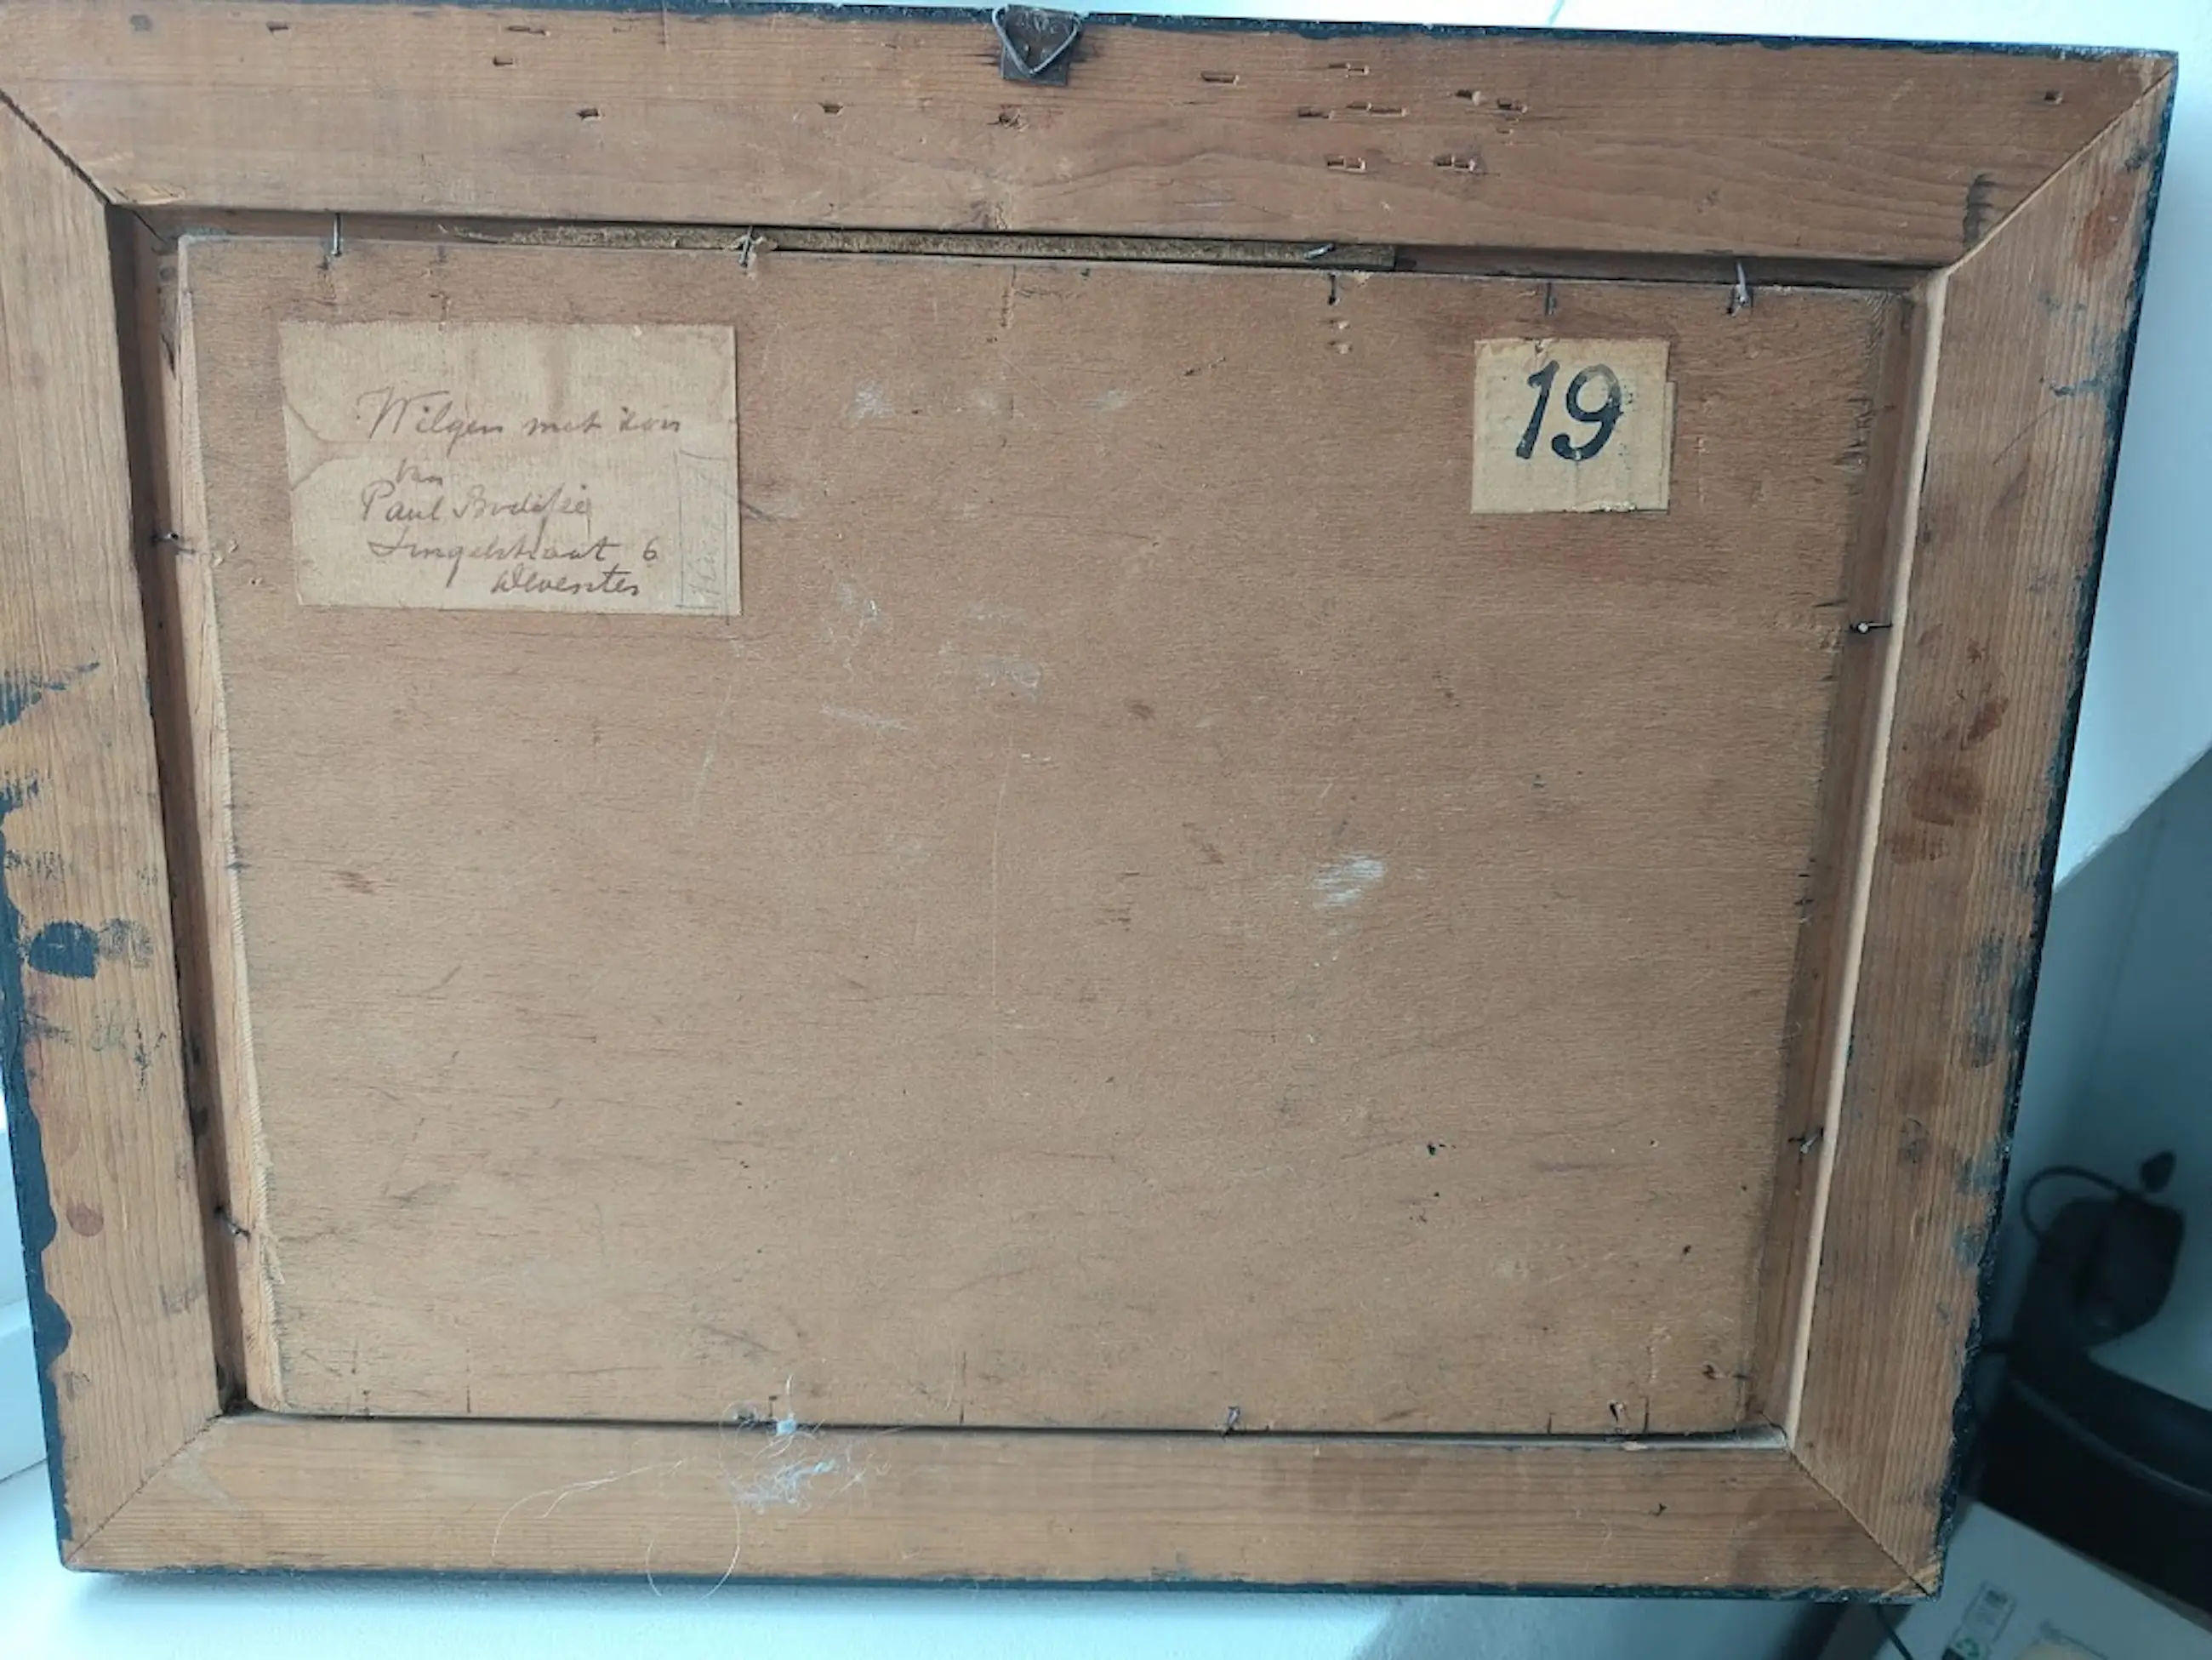 Wilgen met zon
van
Paul Bodifée
Singelstraat 6
Deventer
19